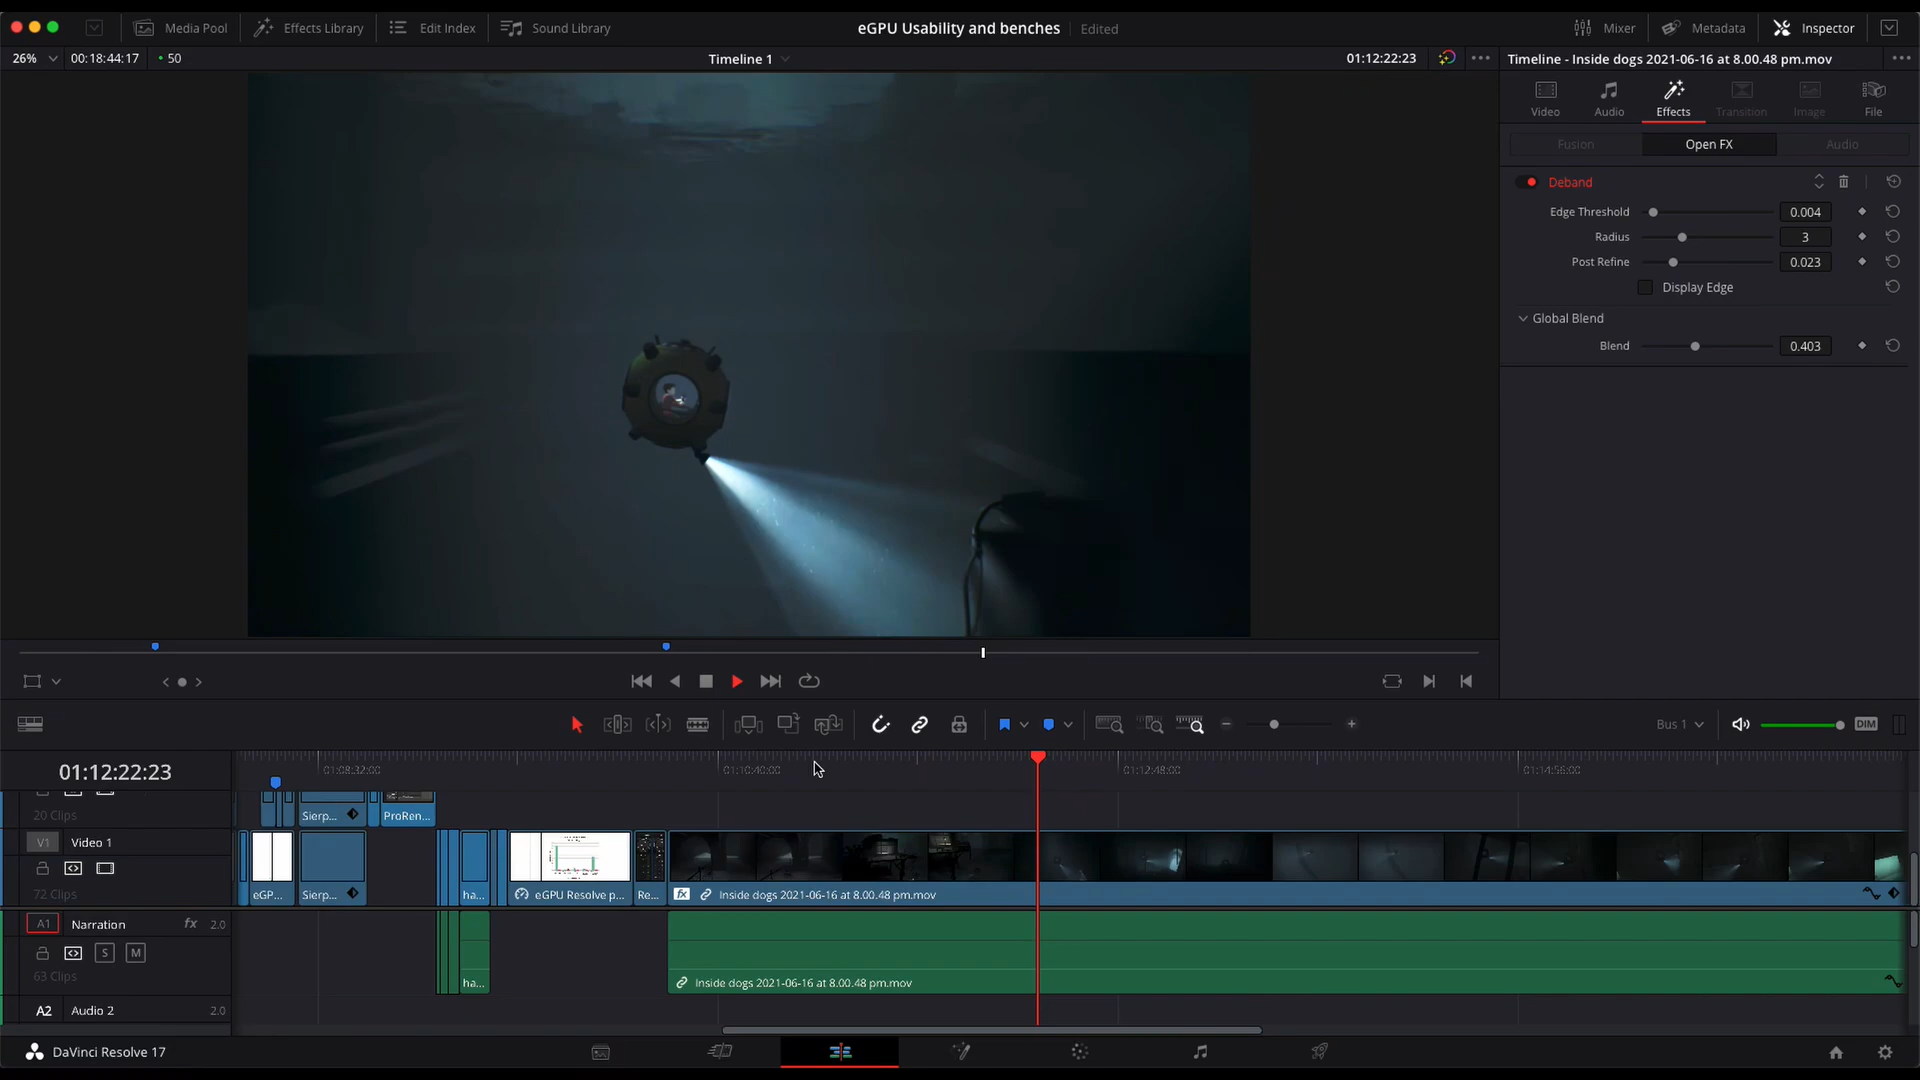 Media Pool
Effects Library
Edit Index
Sound Library
eGPU Usability and benches
Edited
Mixer
Metadata
Inspector
26%
00:18:44:17
50
Timeline 1
01:12:22:23
Timeline - Inside dogs 2021-06-16 at 8.00.48 pm.mov
Video
Audio
Effects
Transition
Image
File
Fusion
Open FX
Audio
Deband
Edge Threshold 0.004
Radius 3
Post Refine 0.023
Display Edge
Global Blend
Blend 0.403
Bus 1
DIM
01:12:22:23
01:08:32:00
01:10:40:00
01:12:48:00
01:14:56:00
20 Clips
Sierp...
ProRen...
V1 Video 1
72 Clips
eGP...
Sierp...
ha...
eGPU Resolve p...
Re...
fx
Inside dogs 2021-06-16 at 8.00.48 pm.mov
A1 Narration fx 2.0
S M
63 Clips
ha...
Inside dogs 2021-06-16 at 8.00.48 pm.mov
A2 Audio 2 2.0
DaVinci Resolve 17